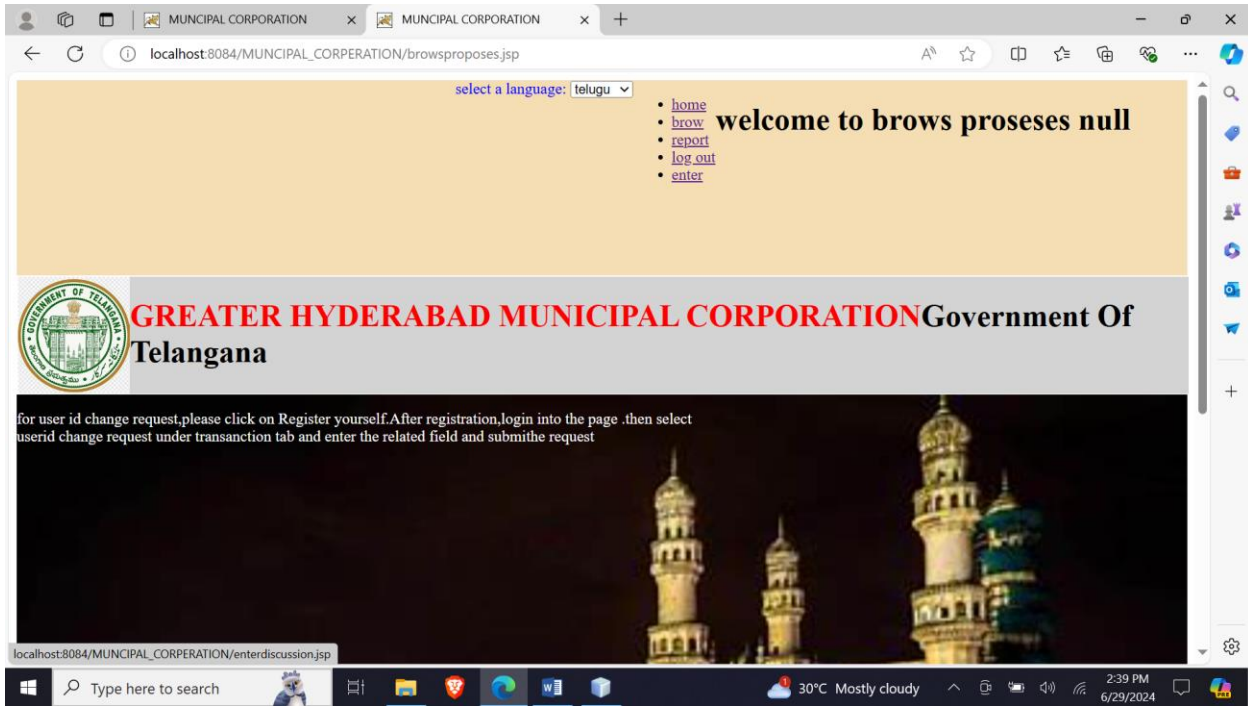 MUNCIPAL CORPORATION
MUNCIPAL CORPORATION
localhost:8084/MUNCIPAL_CORPERATION/browsproposes.jsp
select a language: telugu
home
brow
report
log out
enter
welcome to brows proseses null
GOVERNMENT OF TELANGANA
GREATER HYDERABAD MUNICIPAL CORPORATIONGovernment Of
Telangana
for user id change request,please click on Register yourself.After registration,login into the page .then select
userid change request under transanction tab and enter the related field and submithe request
localhost:8084/MUNCIPAL_CORPERATION/enterdiscussion.jsp
Type here to search
30°C Mostly cloudy
2:39 PM
6/29/2024